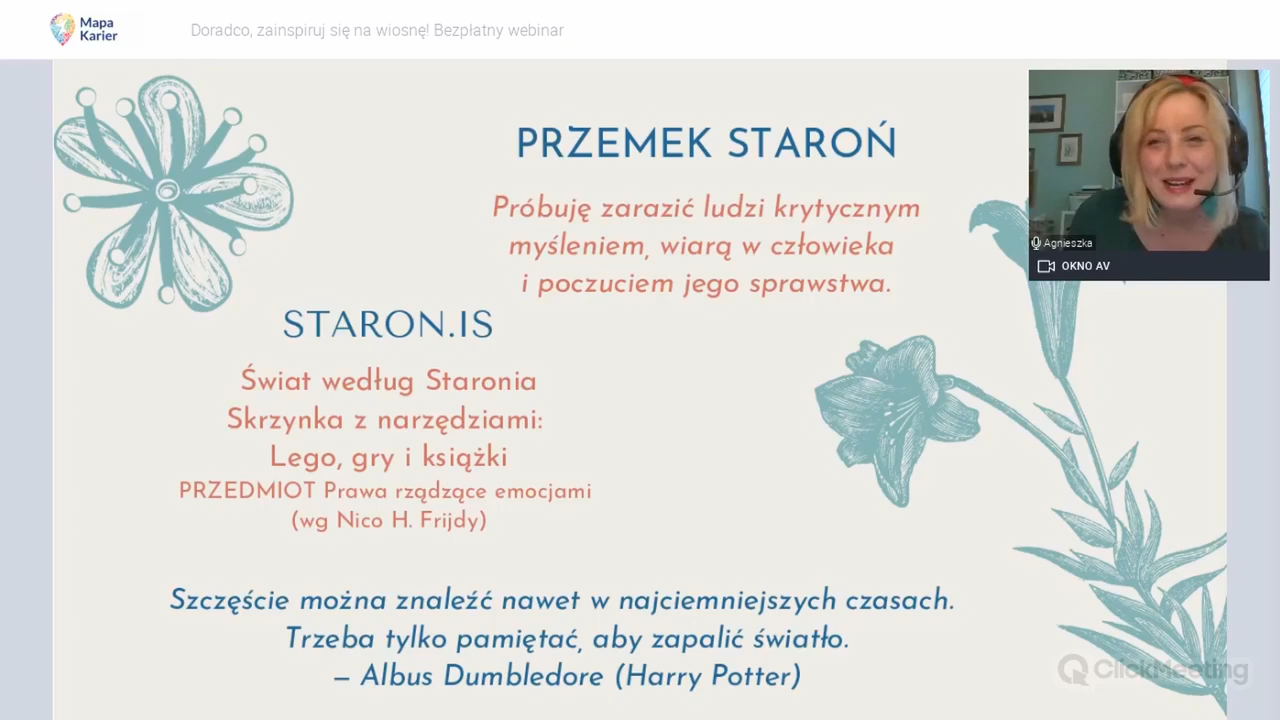 Mapa
Karier
Doradco, zainspiruj się na wiosnę! Bezpłatny webinar
PRZEMEK STAROŃ
Próbuję zarazić ludzi krytycznym
myśleniem, wiarą w człowieka
i poczuciem jego sprawstwa.
Agnieszka
OKNO AV
STARON.IS
Świat według Staronia
Skrzynka z narzędziami:
Lego, gry i książki
PRZEDMIOT Prawa rządzące emocjami
(wg Nico H. Frijdy)
Szczęście można znaleźć nawet w najciemniejszych czasach.
Trzeba tylko pamiętać, aby zapalić światło.
– Albus Dumbledore (Harry Potter)
ClickMeeting